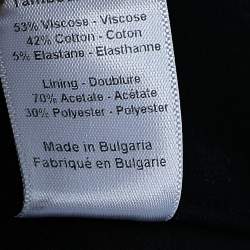 53% Viscose - Viscose
42% Cotton - Coton
5% Elastane - Elasthanne
Lining - Doublure
70% Acetate - Acétate
30% Polyester - Polyester
Made in Bulgaria
Fabriqué en Bulgarie